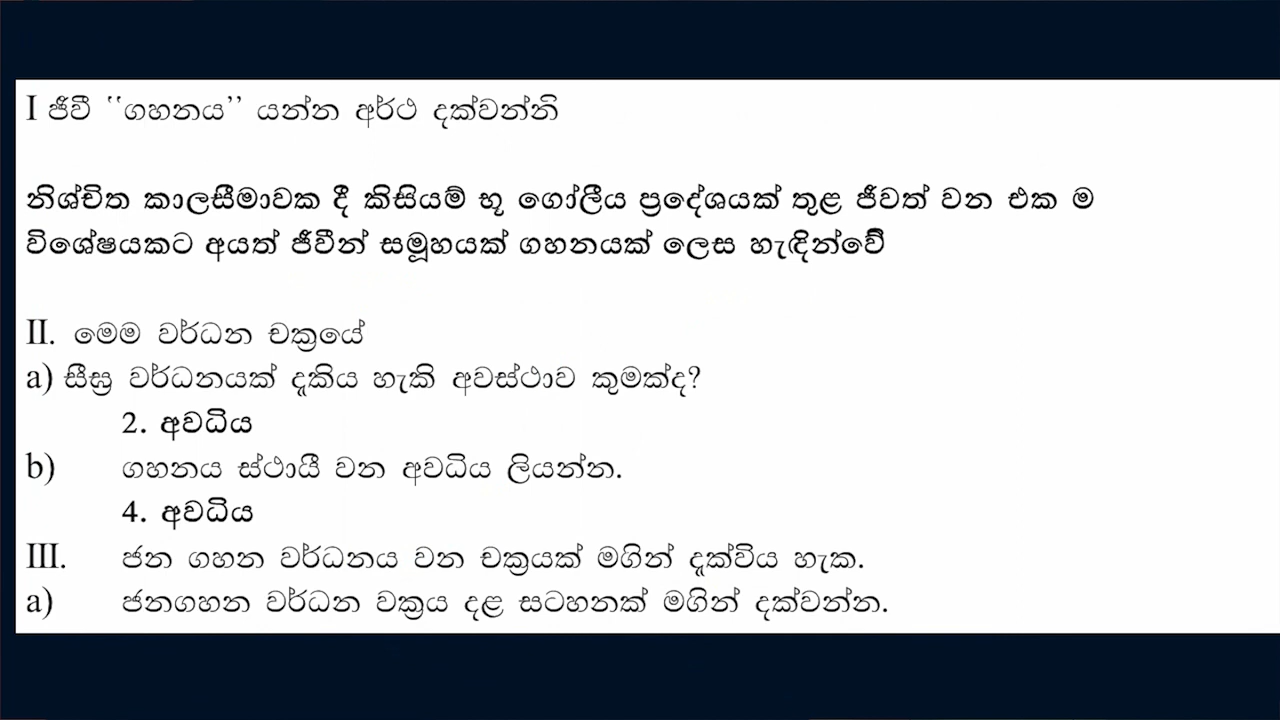 I ජීවී ‘‘ගහනය’’ යන්න අර්ථ දක්වන්නි
නිශ්චිත කාලසීමාවක දී කිසියම් භූ ගෝලීය ප්‍රදේශයක් තුළ ජීවත් වන එක ම
විශේෂයකට අයත් ජීවීන් සමූහයක් ගහනයක් ලෙස හැඳින්වේ
II. මෙම වර්ධන චක්‍රයේ
a) සීඝ්‍ර වර්ධනයක් දැකිය හැකි අවස්ථාව කුමක්ද?
2. අවධිය
b) ගහනය ස්ථායී වන අවධිය ලියන්න.
4. අවධිය
III. ජන ගහන වර්ධනය වන චක්‍රයක් මගින් දැක්විය හැක.
a) ජනගහන වර්ධන වක්‍රය දළ සටහනක් මගින් දක්වන්න.